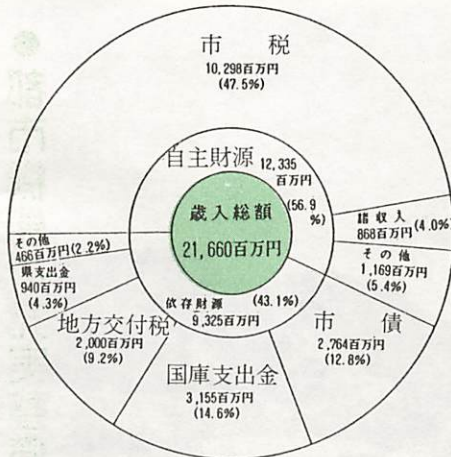 市 税
10,298百万円
(47.5%)
自主財源
12,335
百万円
(56.9
%)
歳入総額
21,660百万円
諸収入
868百万円
(4.0%)
その他
1,169百万円
(5.4%)
市 債
2,764百万円
(12.8%)
国庫支出金
3,155百万円
(14.6%)
地方交付税
2,000百万円
(9.2%)
県支出金
940百万円
(4.3%)
その他
466百万円(2.2%)
依存財源
(43.1%)
9,325百万円